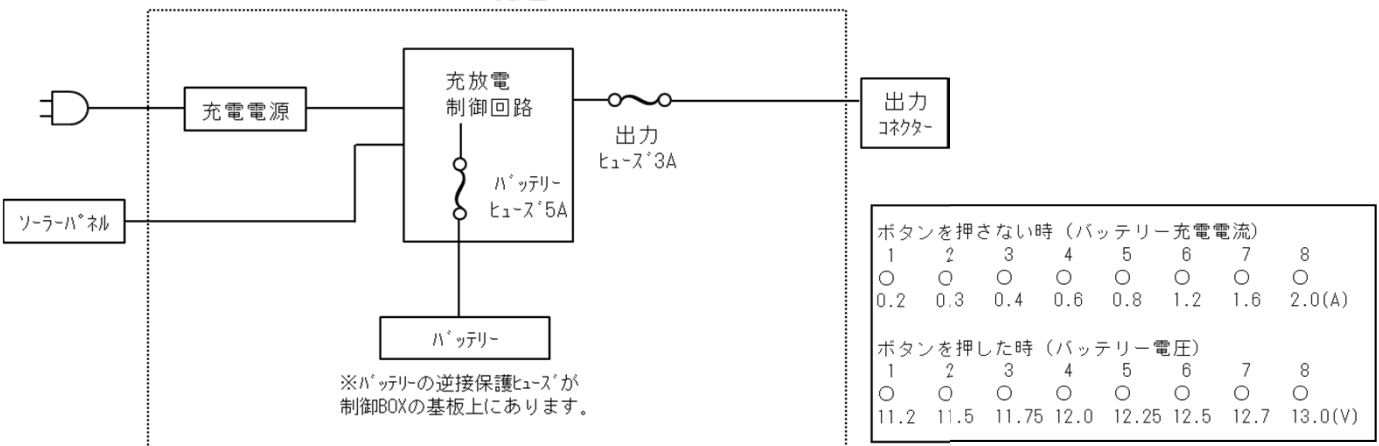 充電電源
充放電
制御回路
出力
コネクター
出力
ヒューズ3A
バッテリー
ヒューズ5A
ソーラーパネル
バッテリー
※バッテリーの逆接保護ヒューズが
制御BOXの基板上にあります。
ボタンを押さない時（バッテリー充電電流）
1 2 3 4 5 6 7 8
○ ○ ○ ○ ○ ○ ○ ○
0.2 0.3 0.4 0.6 0.8 1.2 1.6 2.0(A)
ボタンを押した時（バッテリー電圧）
1 2 3 4 5 6 7 8
○ ○ ○ ○ ○ ○ ○ ○
11.2 11.5 11.75 12.0 12.25 12.5 12.7 13.0(V)